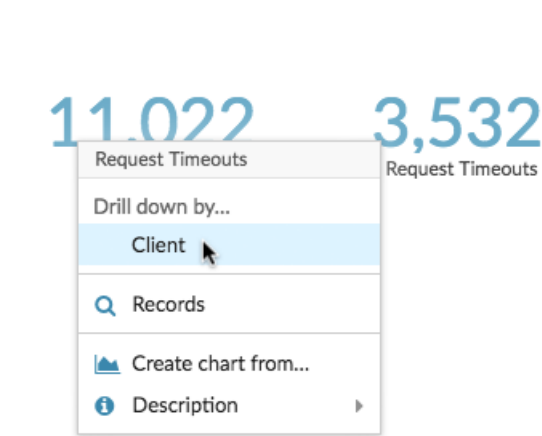 11,022
3,532
Request Timeouts
Request Timeouts
Drill down by...
Client
Records
Create chart from...
Description